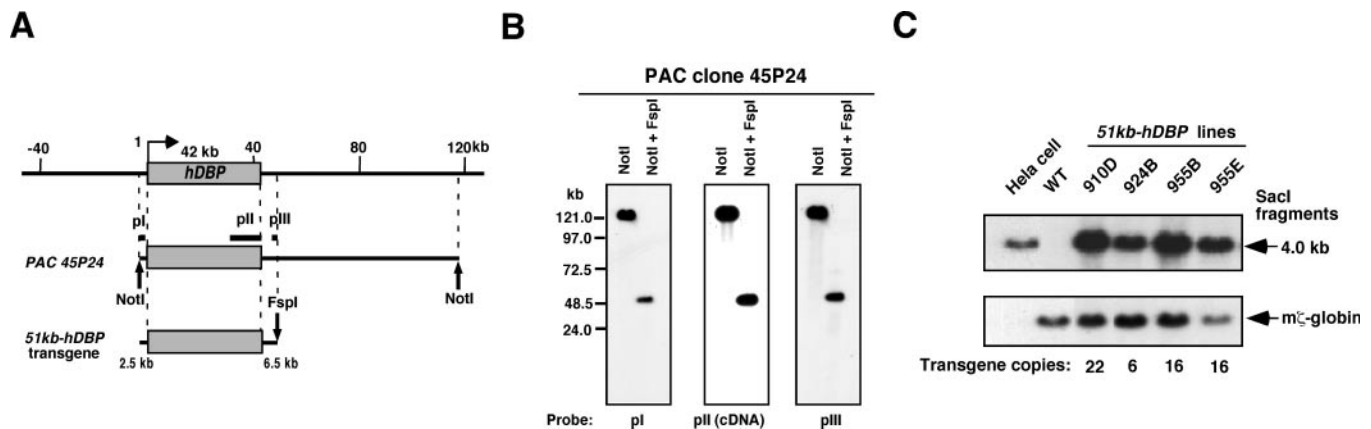 A
-40
1
42 kb
40
80
120kb
hDBP
pI
pII
pIII
PAC 45P24
NotI
FspI
NotI
51kb-hDBP
transgene
2.5 kb
6.5 kb
B
PAC clone 45P24
NotI
NotI + FspI
NotI
NotI + FspI
NotI
NotI + FspI
kb
121.0
97.0
72.5
48.5
24.0
Probe:
pI
pII (cDNA)
pIII
C
51kb-hDBP lines
Hela cell
WT
910D
924B
955B
955E
SacI
fragments
4.0 kb
mζ-globin
Transgene copies: 22 6 16 16